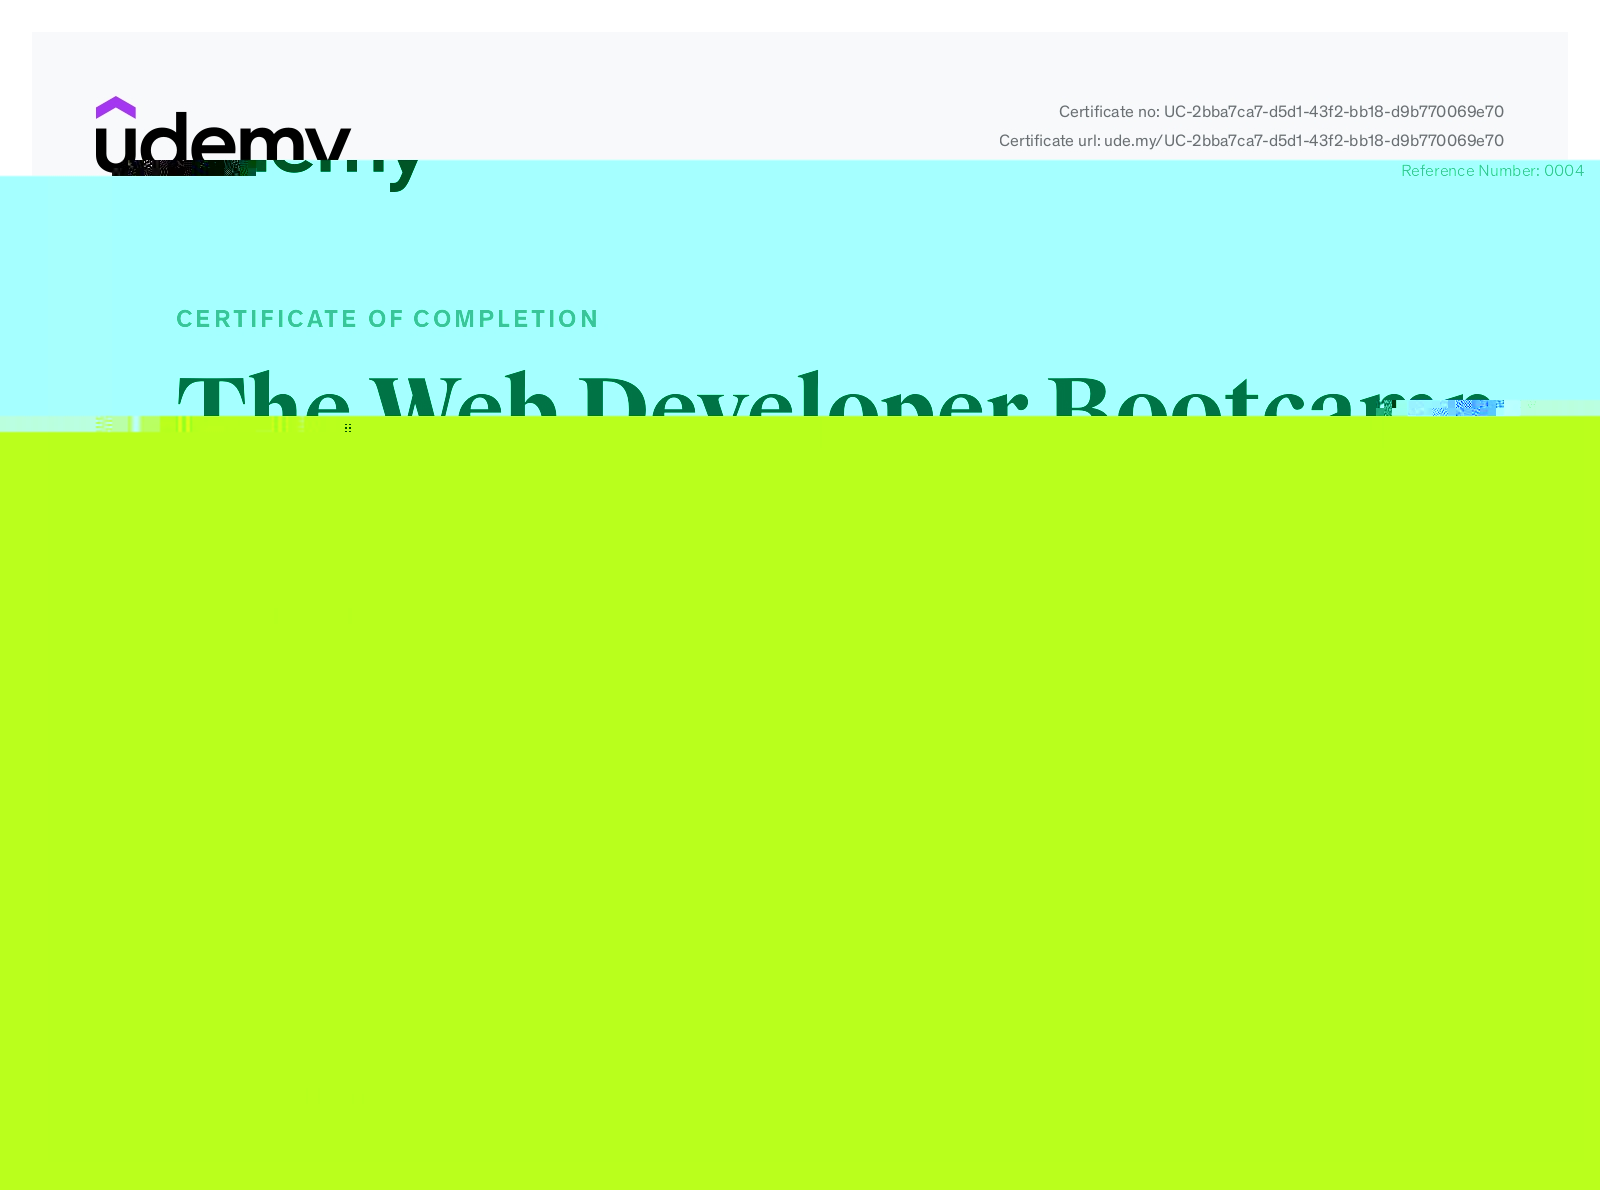 udemy
Certificate no: UC-2bba7ca7-d5d1-43f2-bb18-d9b770069e70
Certificate url: ude.my/UC-2bba7ca7-d5d1-43f2-bb18-d9b770069e70
Reference Number: 0004
CERTIFICATE OF COMPLETION
The Web Developer Bootcamp